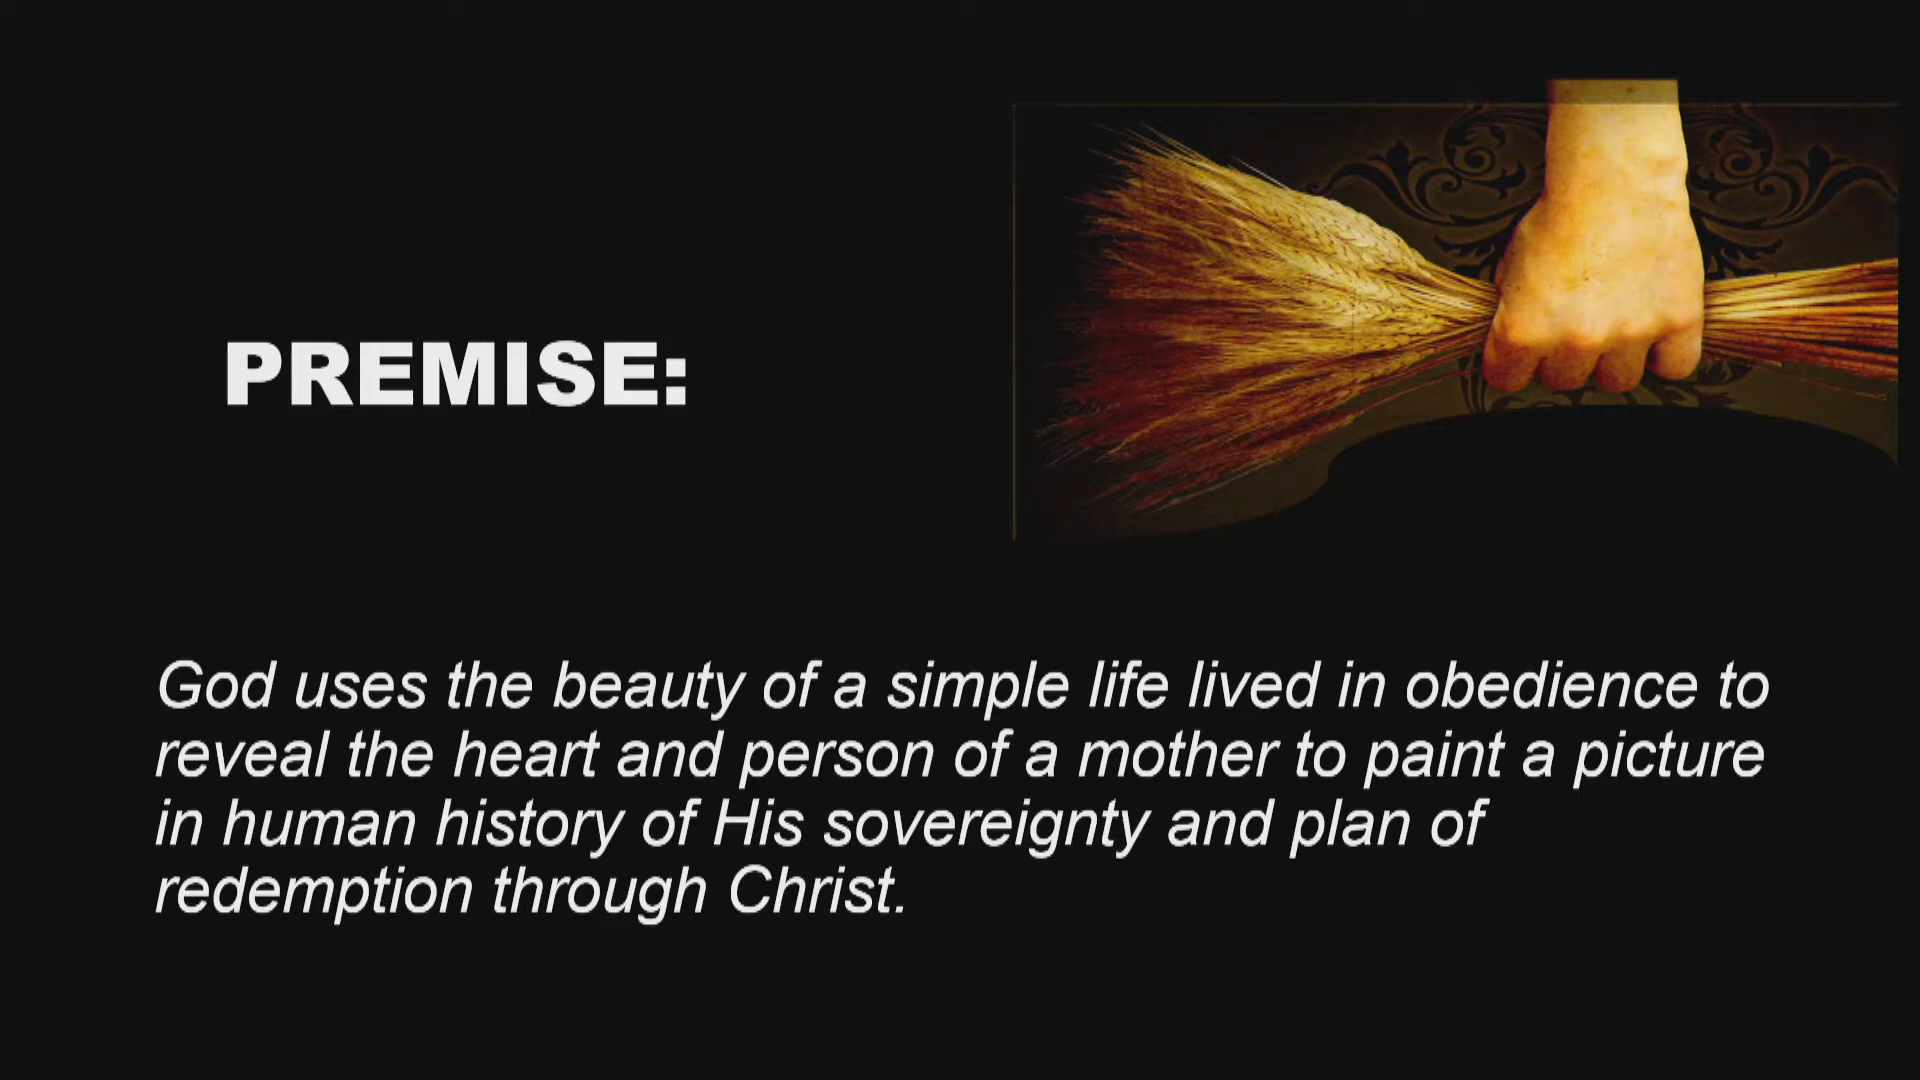 PREMISE:
God uses the beauty of a simple life lived in obedience to
reveal the heart and person of a mother to paint a picture
in human history of His sovereignty and plan of
redemption through Christ.